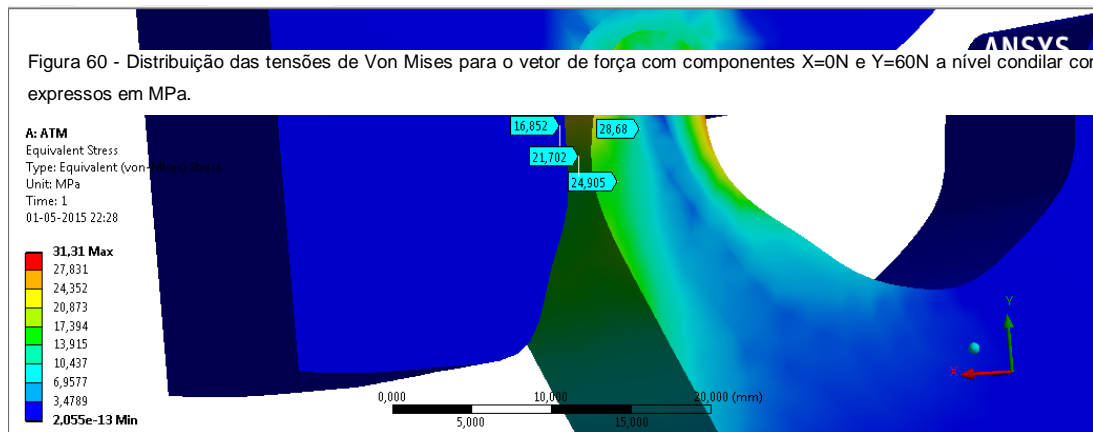 ANSYS
Figura 60 - Distribuição das tensões de Von Mises para o vetor de força com componentes X=0N e Y=60N a nível condilar
expressos em MPa.
A: ATM
Equivalent Stress
Type: Equivalent (von-Mises) Stress
Unit: MPa
Time: 1
01-05-2015 22:28
31,31 Max
27,831
24,352
20,873
17,394
13,915
10,437
6,9577
3,4789
2,055e-13 Min
16,852
28,68
21,702
24,905
Y
X
0,000 10,000 20,000 (mm)
5,000 15,000